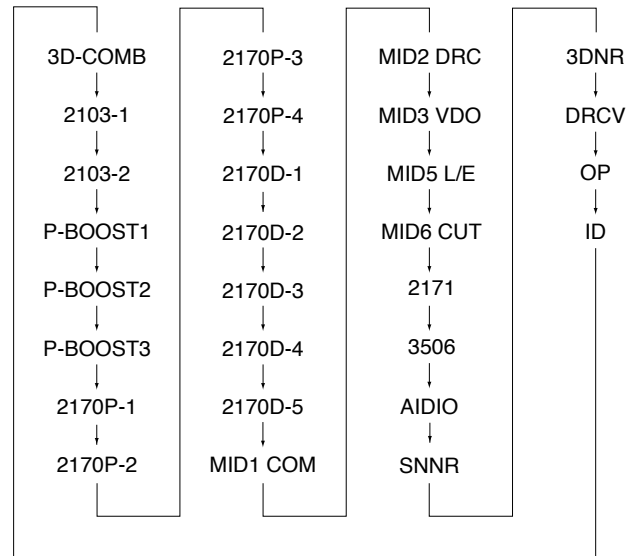 3D-COMB
2103-1
2103-2
P-BOOST1
P-BOOST2
P-BOOST3
2170P-1
2170P-2
2170P-3
2170P-4
2170D-1
2170D-2
2170D-3
2170D-4
2170D-5
MID1 COM
MID2 DRC
MID3 VDO
MID5 L/E
MID6 CUT
2171
3506
AIDIO
SNNR
3DNR
DRCV
OP
ID